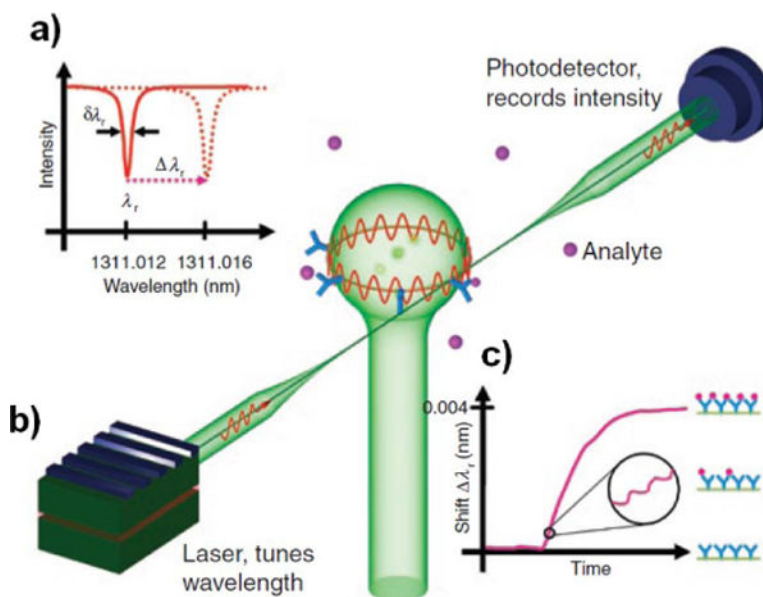 a)
Intensity
δλr
Δλr
λr
1311.012 1311.016
Wavelength (nm)
Photodetector,
records intensity
Analyte
b)
Laser, tunes
wavelength
c)
0.004
Shift Δλr (nm)
Time